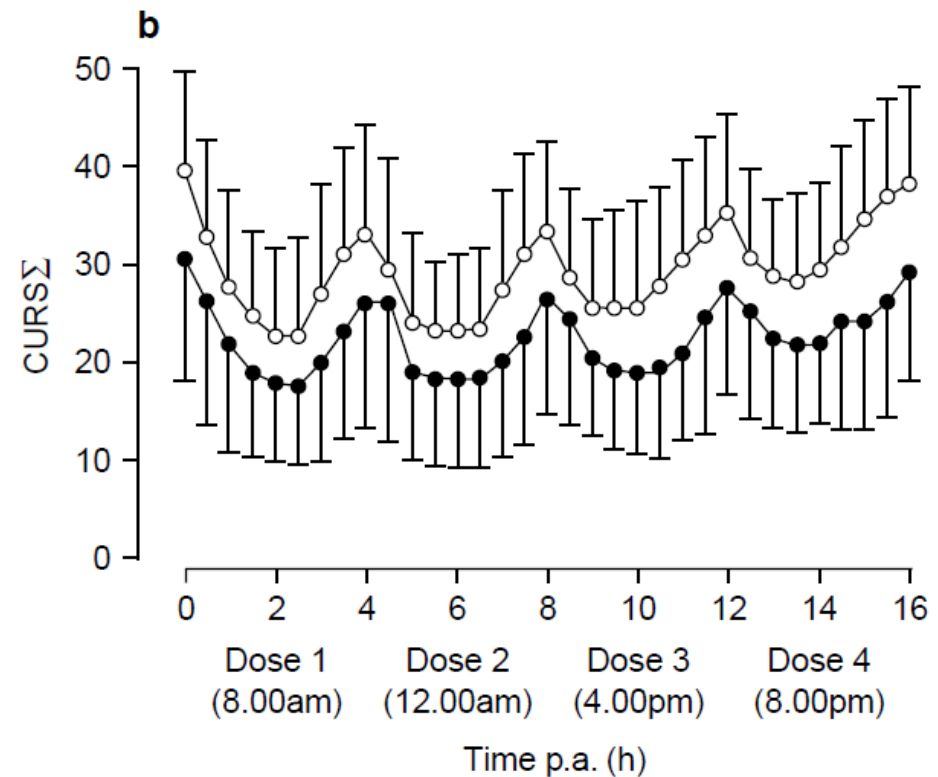 b
50
40
30
20
10
0
CURSΣ
0 2 4 6 8 10 12 14 16
Dose 1 Dose 2 Dose 3 Dose 4
(8.00am) (12.00am) (4.00pm) (8.00pm)
Time p.a. (h)